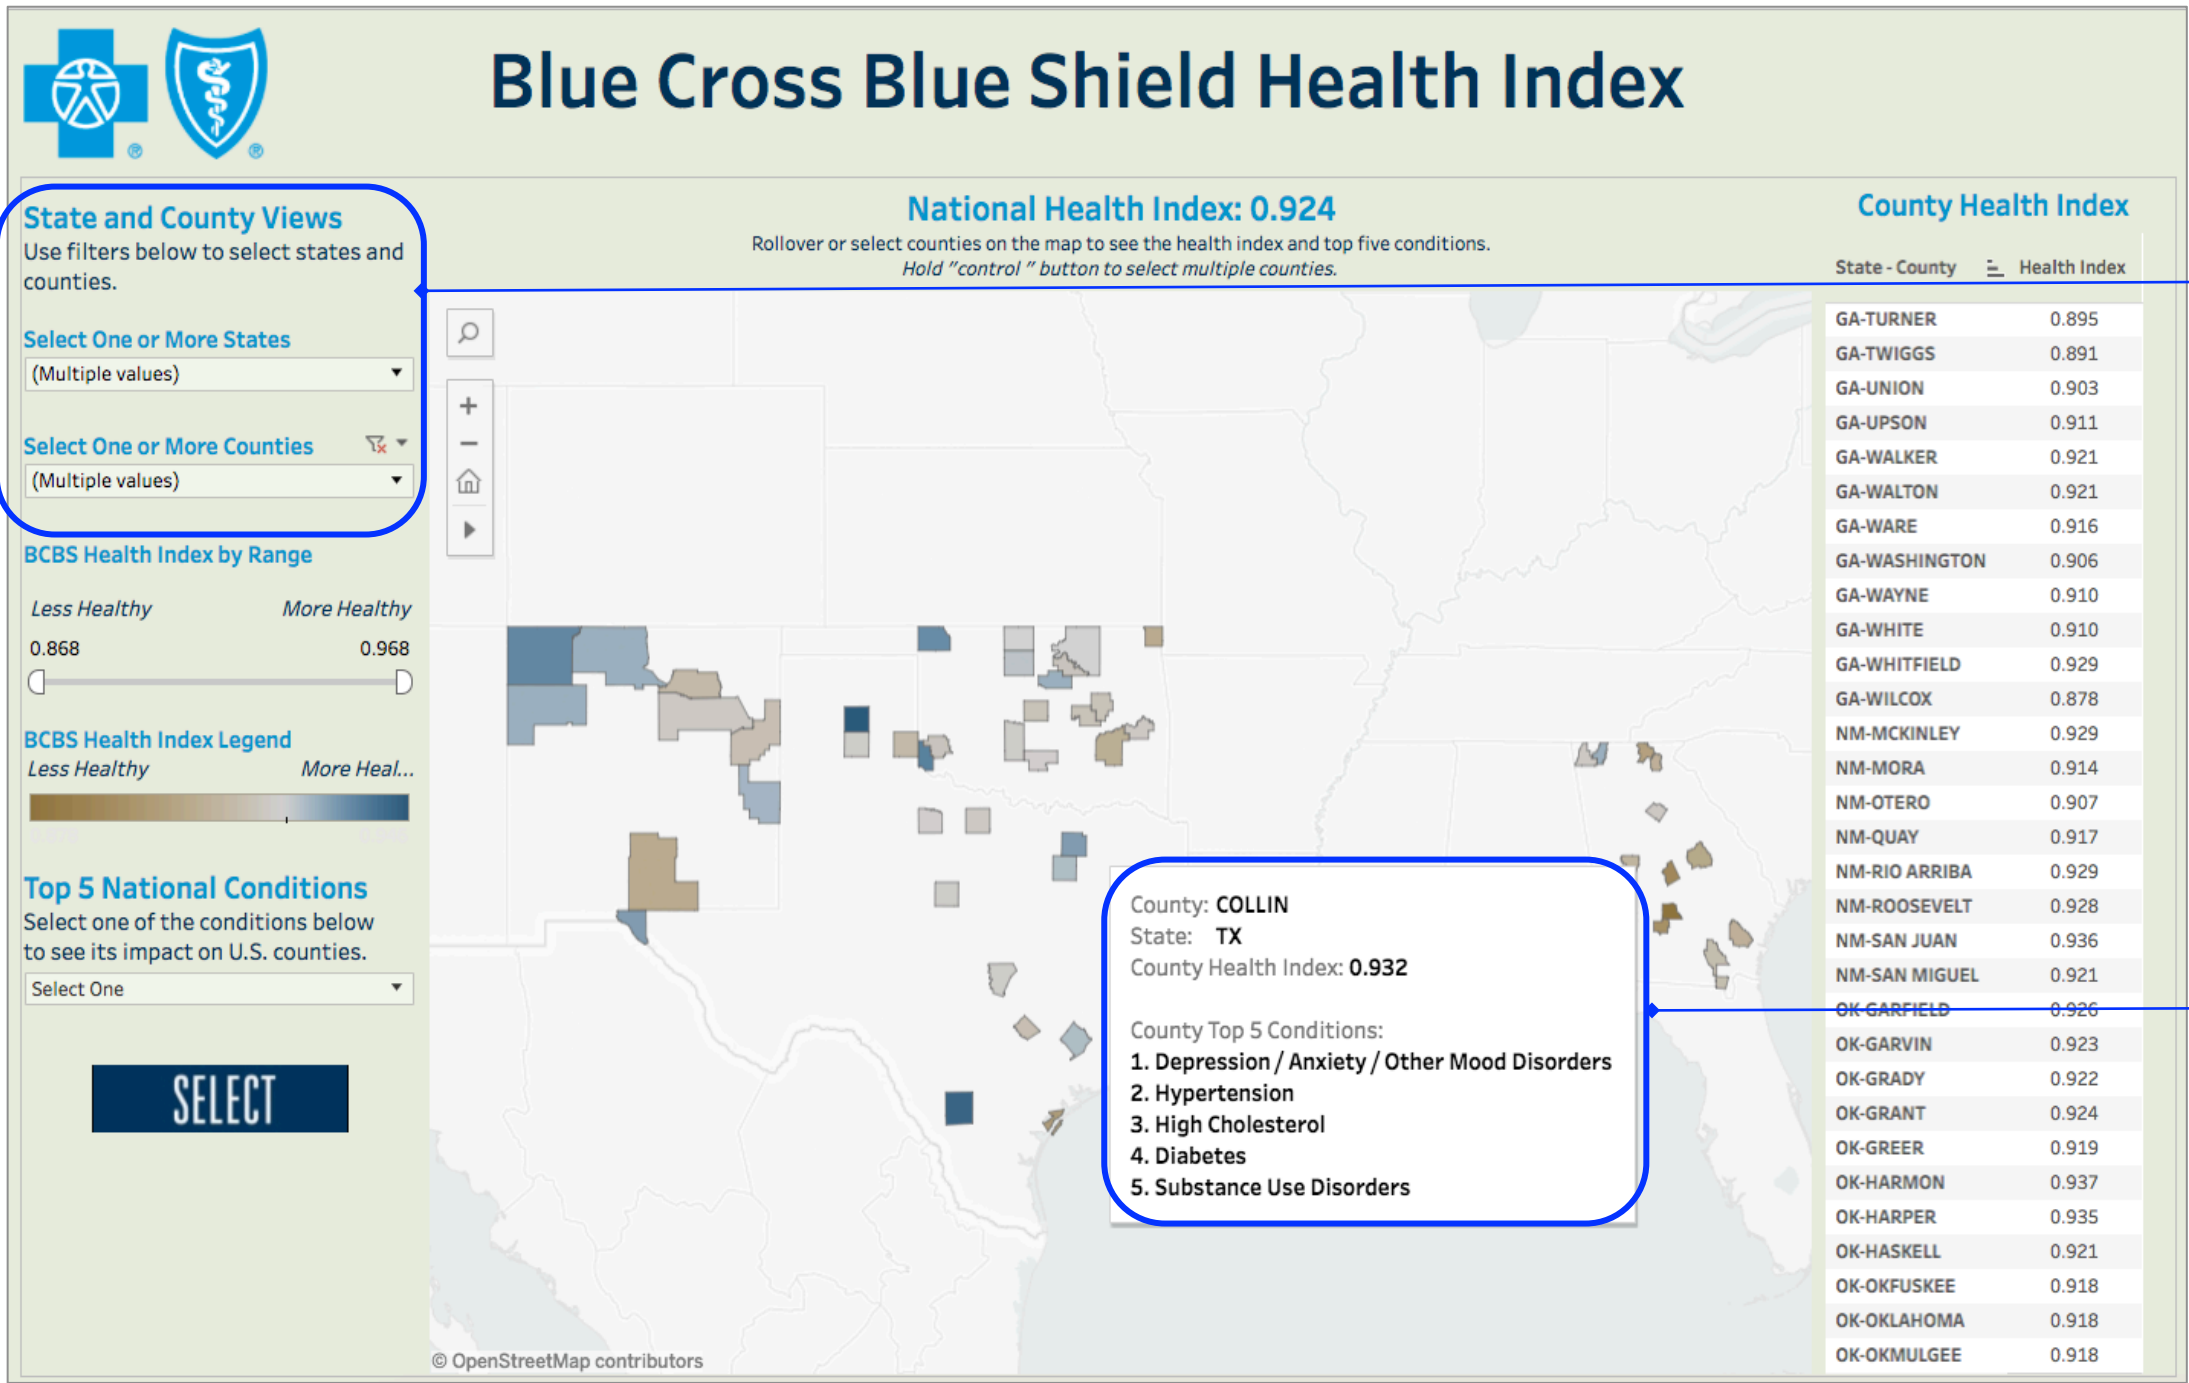 Blue Cross Blue Shield Health Index
® ®
State and County Views
Use filters below to select states and
counties.
Select One or More States
(Multiple values)
Select One or More Counties
(Multiple values)
BCBS Health Index by Range
Less Healthy More Healthy
0.868 0.968
BCBS Health Index Legend
Less Healthy More Heal...
Top 5 National Conditions
Select one of the conditions below
to see its impact on U.S. counties.
Select One
SELECT
National Health Index: 0.924
Rollover or select counties on the map to see the health index and top five conditions.
Hold "control " button to select multiple counties.
County: COLLIN
State: TX
County Health Index: 0.932
County Top 5 Conditions:
1. Depression / Anxiety / Other Mood Disorders
2. Hypertension
3. High Cholesterol
4. Diabetes
5. Substance Use Disorders
© OpenStreetMap contributors
County Health Index
State - County Health Index
GA-TURNER 0.895
GA-TWIGGS 0.891
GA-UNION 0.903
GA-UPSON 0.911
GA-WALKER 0.921
GA-WALTON 0.921
GA-WARE 0.916
GA-WASHINGTON 0.906
GA-WAYNE 0.910
GA-WHITE 0.910
GA-WHITFIELD 0.929
GA-WILCOX 0.878
NM-MCKINLEY 0.929
NM-MORA 0.914
NM-OTERO 0.907
NM-QUAY 0.917
NM-RIO ARRIBA 0.929
NM-ROOSEVELT 0.928
NM-SAN JUAN 0.936
NM-SAN MIGUEL 0.921
OK-GARFIELD 0.926
OK-GARVIN 0.923
OK-GRADY 0.922
OK-GRANT 0.924
OK-GREER 0.919
OK-HARMON 0.937
OK-HARPER 0.935
OK-HASKELL 0.921
OK-OKFUSKEE 0.918
OK-OKLAHOMA 0.918
OK-OKMULGEE 0.918